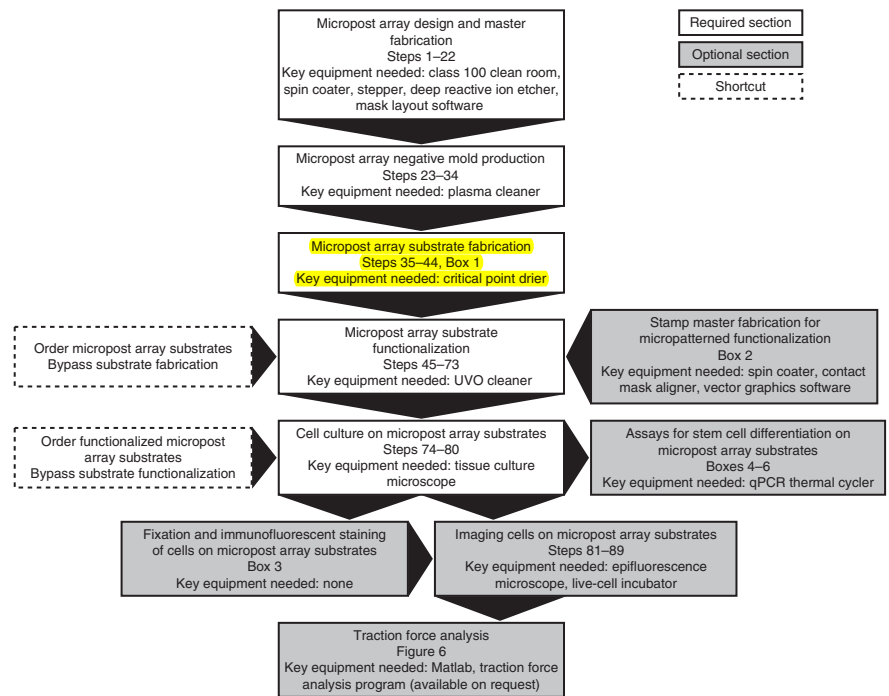 Micropost array design and master
fabrication
Steps 1–22
Key equipment needed: class 100 clean room,
spin coater, stepper, deep reactive ion etcher,
mask layout software
Required section
Optional section
Shortcut
Micropost array negative mold production
Steps 23–34
Key equipment needed: plasma cleaner
Micropost array substrate fabrication
Steps 35–44, Box 1
Key equipment needed: critical point drier
Order micropost array substrates
Bypass substrate fabrication
Micropost array substrate
functionalization
Steps 45–73
Key equipment needed: UVO cleaner
Stamp master fabrication for
micropatterned functionalization
Box 2
Key equipment needed: spin coater, contact
mask aligner, vector graphics software
Order functionalized micropost
array substrates
Bypass substrate functionalization
Cell culture on micropost array substrates
Steps 74–80
Key equipment needed: tissue culture
microscope
Assays for stem cell differentiation on
micropost array substrates
Boxes 4–6
Key equipment needed: qPCR thermal cycler
Fixation and immunofluorescent staining
of cells on micropost array substrates
Box 3
Key equipment needed: none
Imaging cells on micropost array substrates
Steps 81–89
Key equipment needed: epifluorescence
microscope, live-cell incubator
Traction force analysis
Figure 6
Key equipment needed: Matlab, traction force
analysis program (available on request)